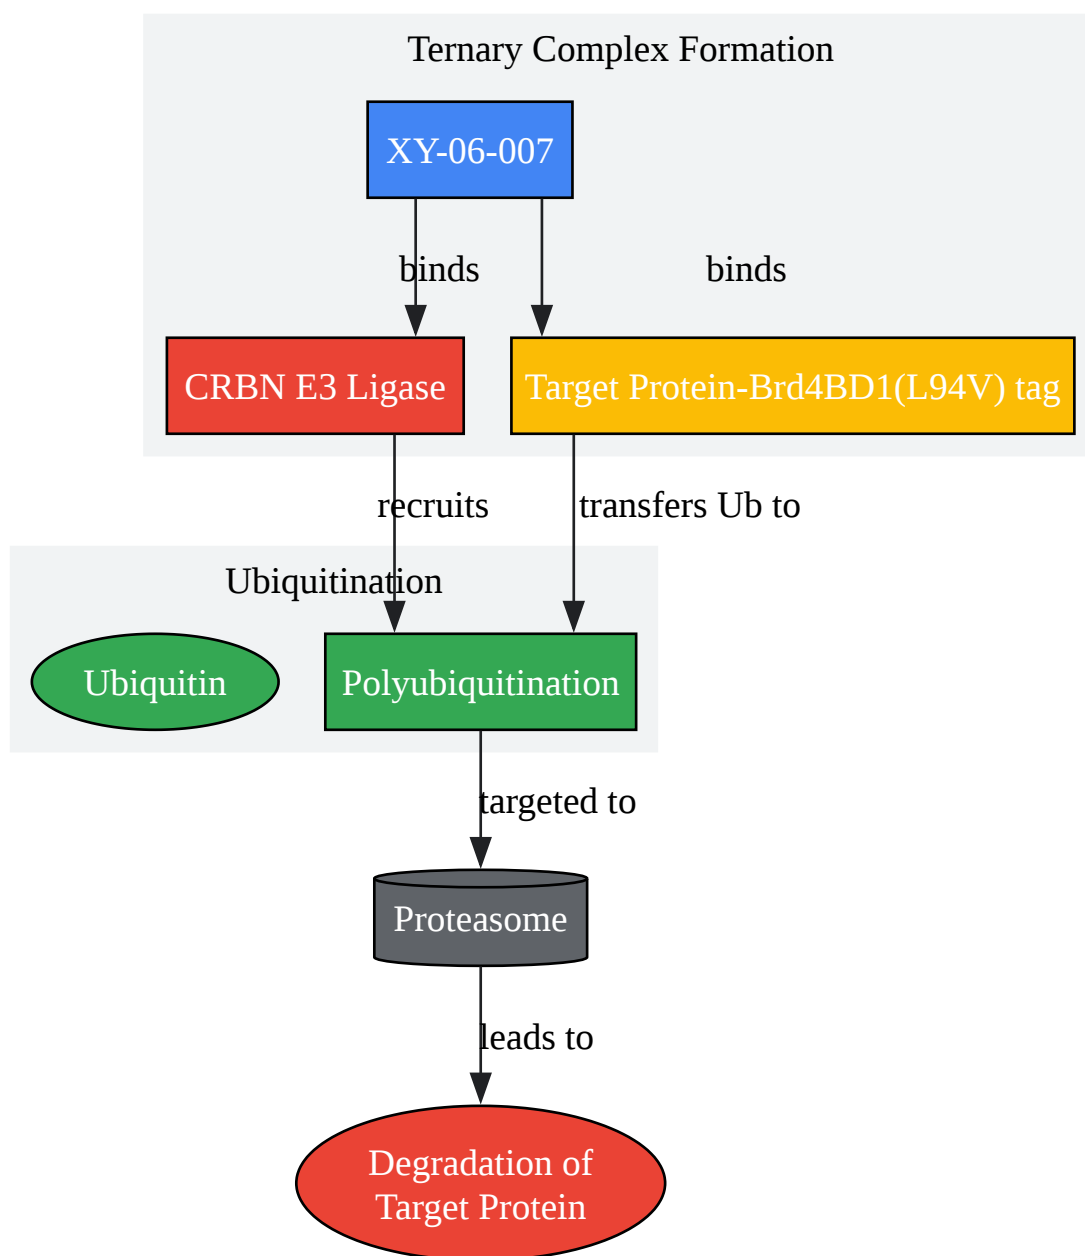 Ternary Complex Formation
XY-06-007
binds
binds
CRBN E3 Ligase
Target Protein-Brd4BD1(L94V) tag
recruits
transfers Ub to
Ubiquitination
Ubiquitin
Polyubiquitination
targeted to
Proteasome
leads to
Degradation of
Target Protein